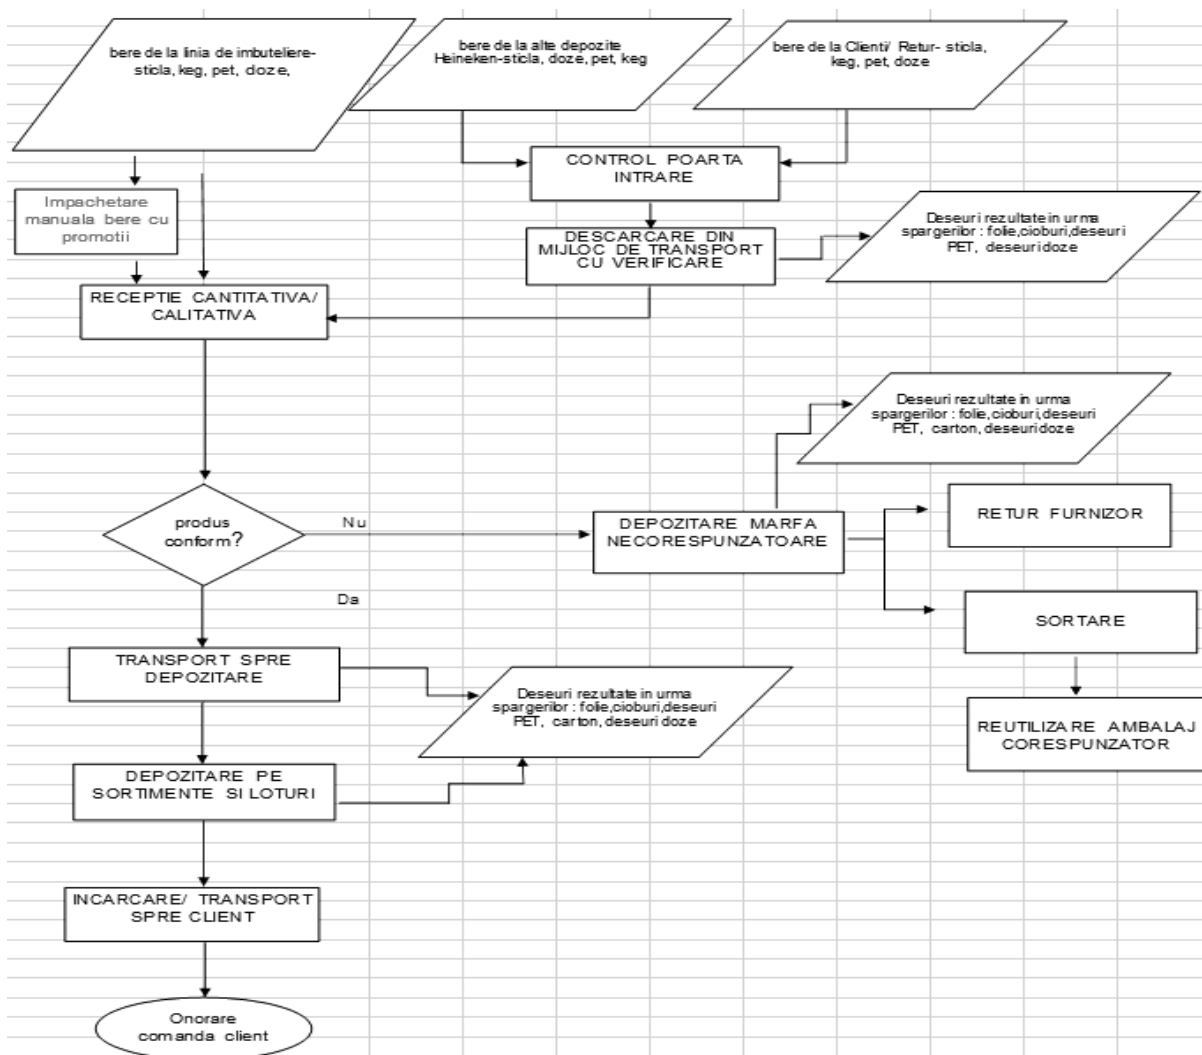 bere de la linia de imbuteliere-
sticla, keg, pet, doze,
bere de la alte depozite
Heineken-sticla, doze, pet, keg
bere de la Clienti/ Retur- sticla,
keg, pet, doze
CONTROL POARTA
INTRARE
Impachetare
manuala bere cu
promotii
DESCARCARE DIN
MIJLOC DE TRANSPORT
CU VERIFICARE
Deseuri rezultate in urma
spargerilor : folie,cioburi,deseuri
PET, deseuri doze
RECEPTIE CANTITATIVA/
CALITATIVA
Deseuri rezultate in urma
spargerilor : folie,cioburi,deseuri
PET, carton, deseuri doze
produs
conform?
Nu
DEPOZITARE MARFA
NECORESPUNZATOARE
RETUR FURNIZOR
Da
SORTARE
TRANSPORT SPRE
DEPOZITARE
Deseuri rezultate in urma
spargerilor : folie,cioburi,deseuri
PET, carton, deseuri doze
REUTILIZARE AMBALAJ
CORESPUNZATOR
DEPOZITARE PE
SORTIMENTE SI LOTURI
INCARCARE/ TRANSPORT
SPRE CLIENT
Onorare
comanda client